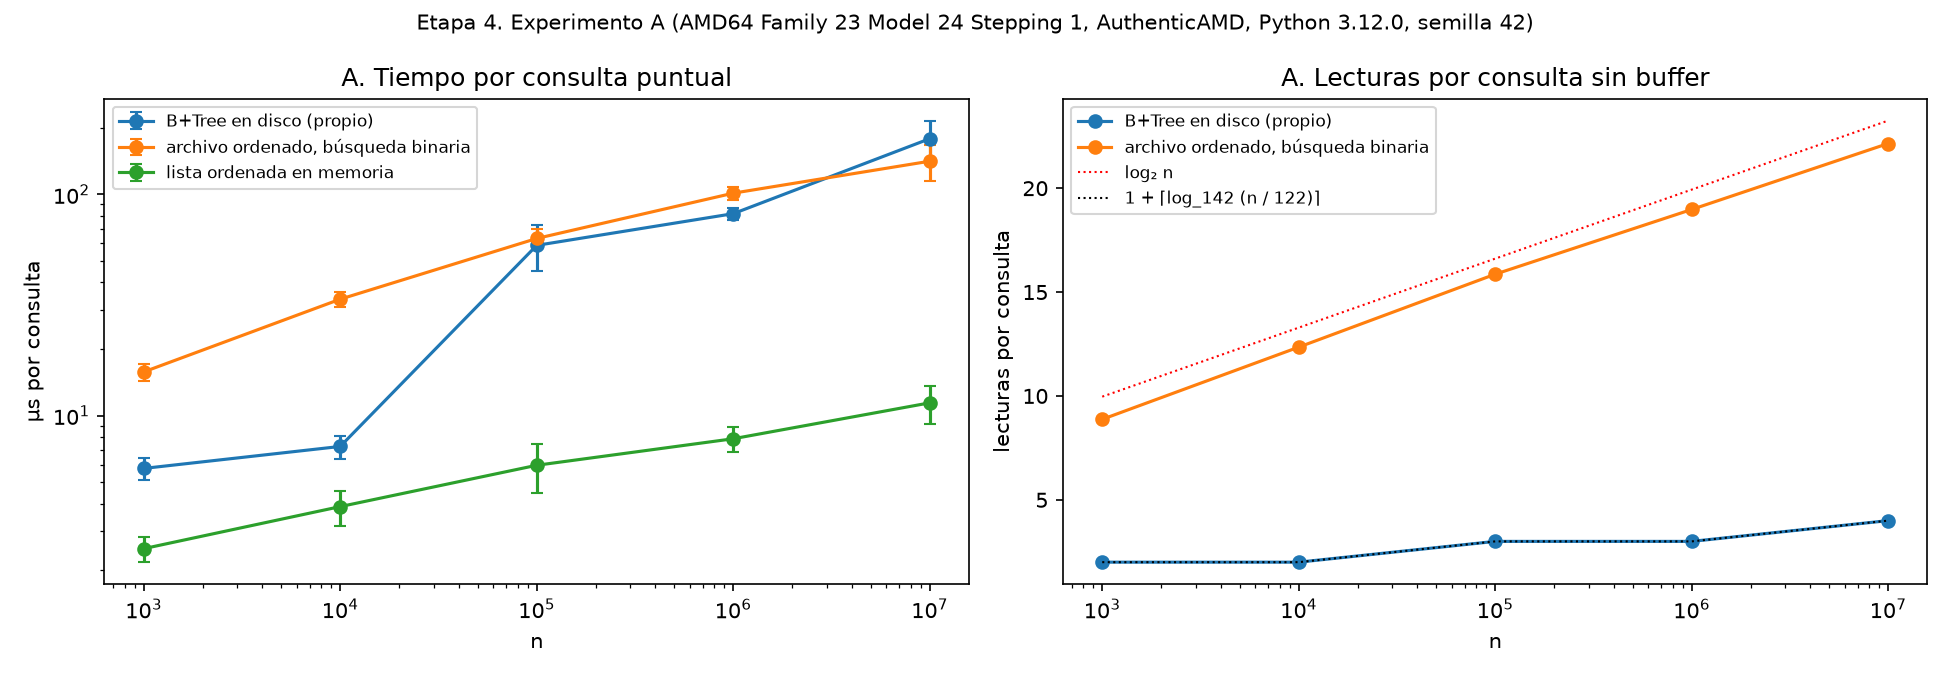 Etapa 4. Experimento A (AMD64 Family 23 Model 24 Stepping 1, AuthenticAMD, Python 3.12.0, semilla 42)
A. Tiempo por consulta puntual
B+Tree en disco (propio)
archivo ordenado, búsqueda binaria
lista ordenada en memoria
µs por consulta
10²
10¹
10³
10⁴
10⁵
10⁶
10⁷
n
A. Lecturas por consulta sin buffer
B+Tree en disco (propio)
archivo ordenado, búsqueda binaria
log₂ n
1 + ⌈log_142 (n / 122)⌉
lecturas por consulta
20
15
10
5
10³
10⁴
10⁵
10⁶
10⁷
n